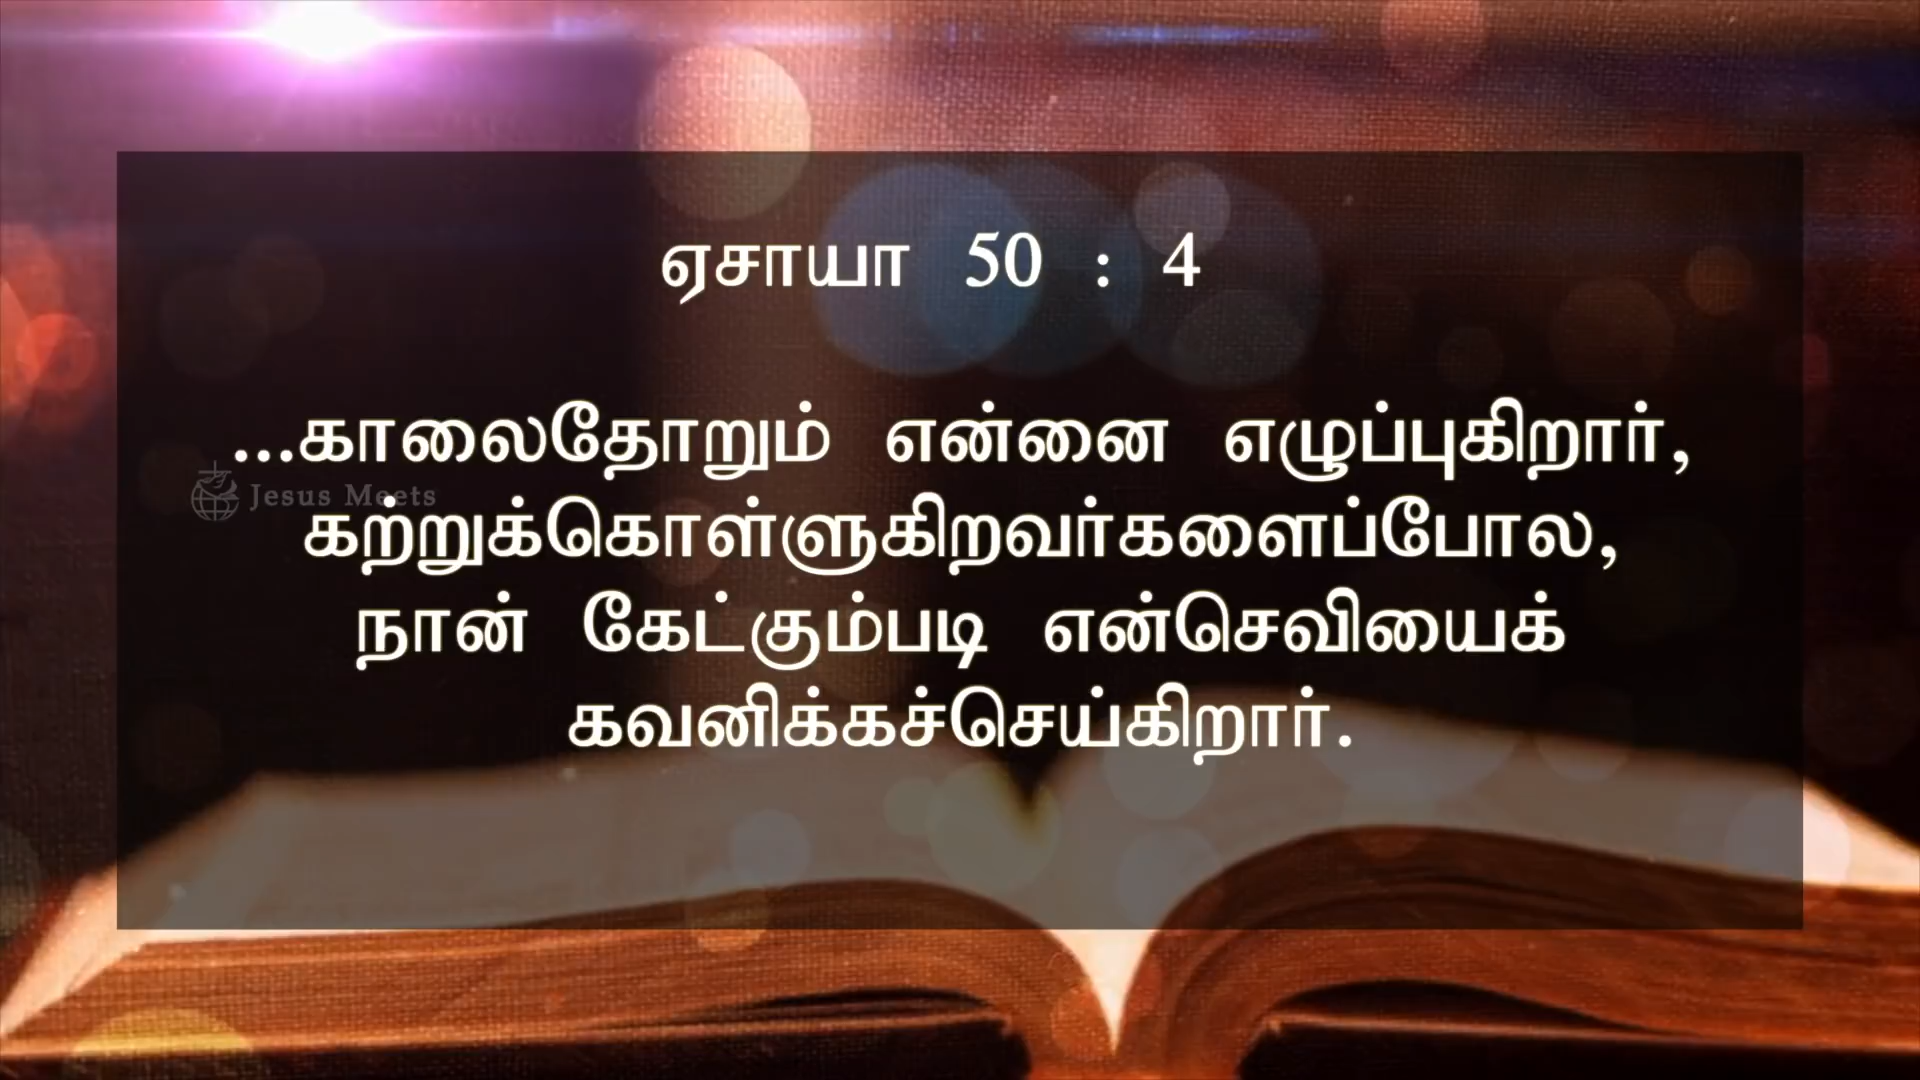 ஏசாயா 50 : 4
...காலைதோறும் என்னை எழுப்புகிறார்,
Jesus Meets
கற்றுக்கொள்ளுகிறவர்களைப்போல,
நான் கேட்கும்படி என்செவியைக்
கவனிக்கச்செய்கிறார்.